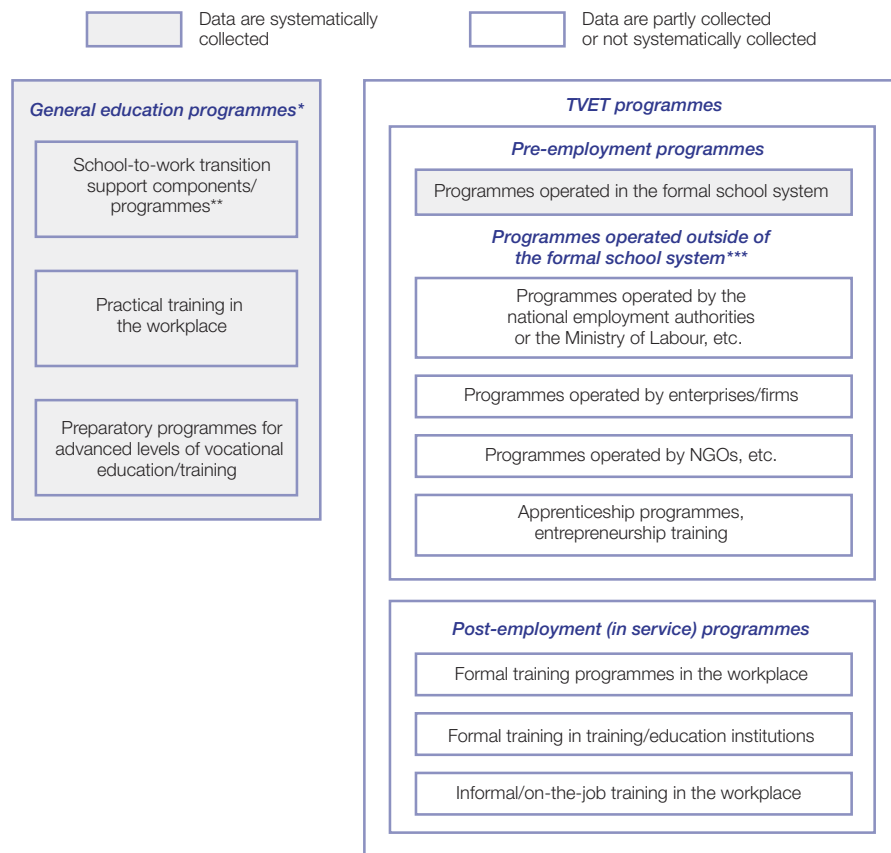 Data are systematically
collected
Data are partly collected
or not systematically collected
General education programmes*
School-to-work transition
support components/
programmes**
Practical training in
the workplace
Preparatory programmes for
advanced levels of vocational
education/training
TVET programmes
Pre-employment programmes
Programmes operated in the formal school system
Programmes operated outside of
the formal school system***
Programmes operated by the
national employment authorities
or the Ministry of Labour, etc.
Programmes operated by enterprises/firms
Programmes operated by NGOs, etc.
Apprenticeship programmes,
entrepreneurship training
Post-employment (in service) programmes
Formal training programmes in the workplace
Formal training in training/education institutions
Informal/on-the-job training in the workplace